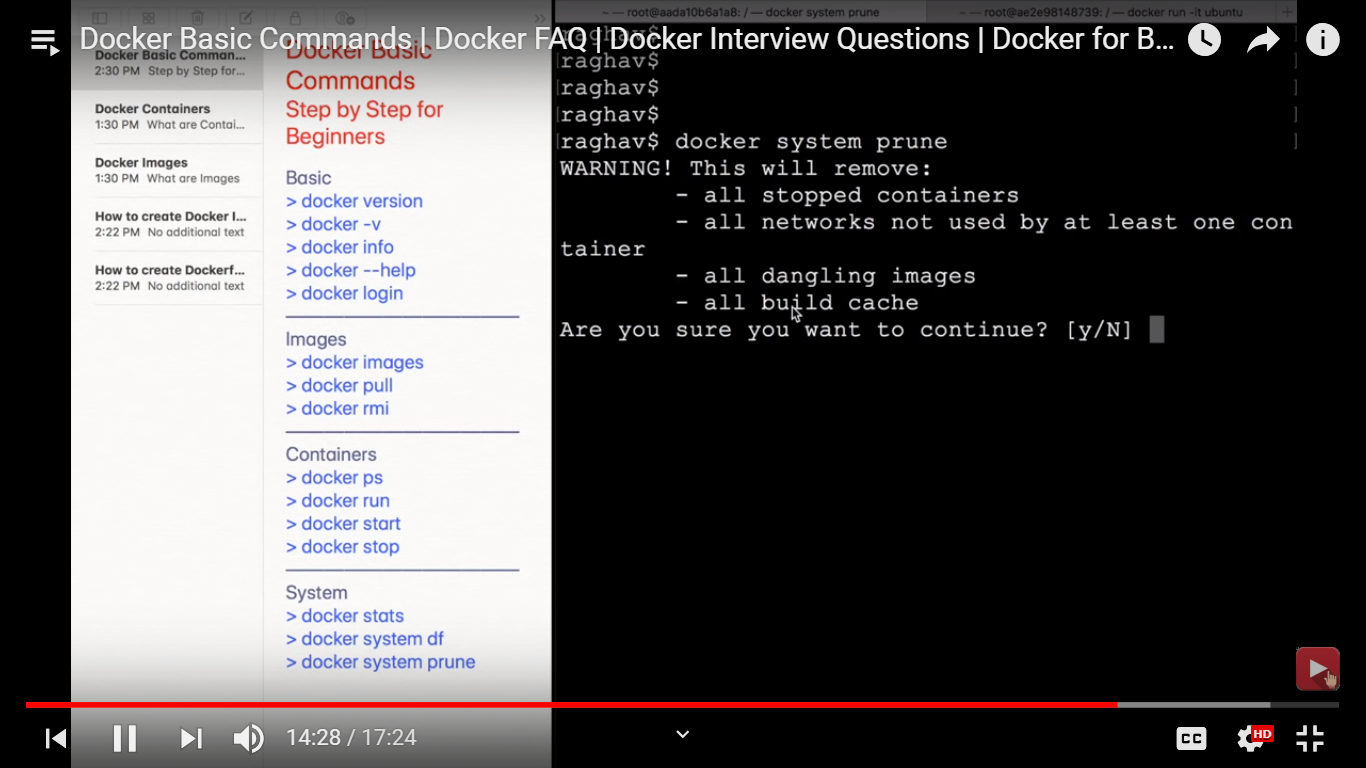 Docker Basic Commands | Docker FAQ | Docker Interview Questions | Docker for B...
Docker Basic Comman...
2:30 PM Step by Step for...
Docker Containers
1:30 PM What are Contai...
Docker Images
1:30 PM What are Images
How to create Docker I...
2:22 PM No additional text
How to create Dockerf...
2:22 PM No additional text
Docker Basic
Commands
Step by Step for
Beginners
Basic
> docker version
> docker -v
> docker info
> docker --help
> docker login
Images
> docker images
> docker pull
> docker rmi
Containers
> docker ps
> docker run
> docker start
> docker stop
System
> docker stats
> docker system df
> docker system prune
~ — root@aada10b6a1a8: / — docker system prune
~ — root@ae2e98148739: / — docker run -it ubuntu
raghav$
raghav$
raghav$
raghav$
raghav$ docker system prune
WARNING! This will remove:
- all stopped containers
- all networks not used by at least one con
tainer
- all dangling images
- all build cache
Are you sure you want to continue? [y/N]
14:28 / 17:24
CC
HD